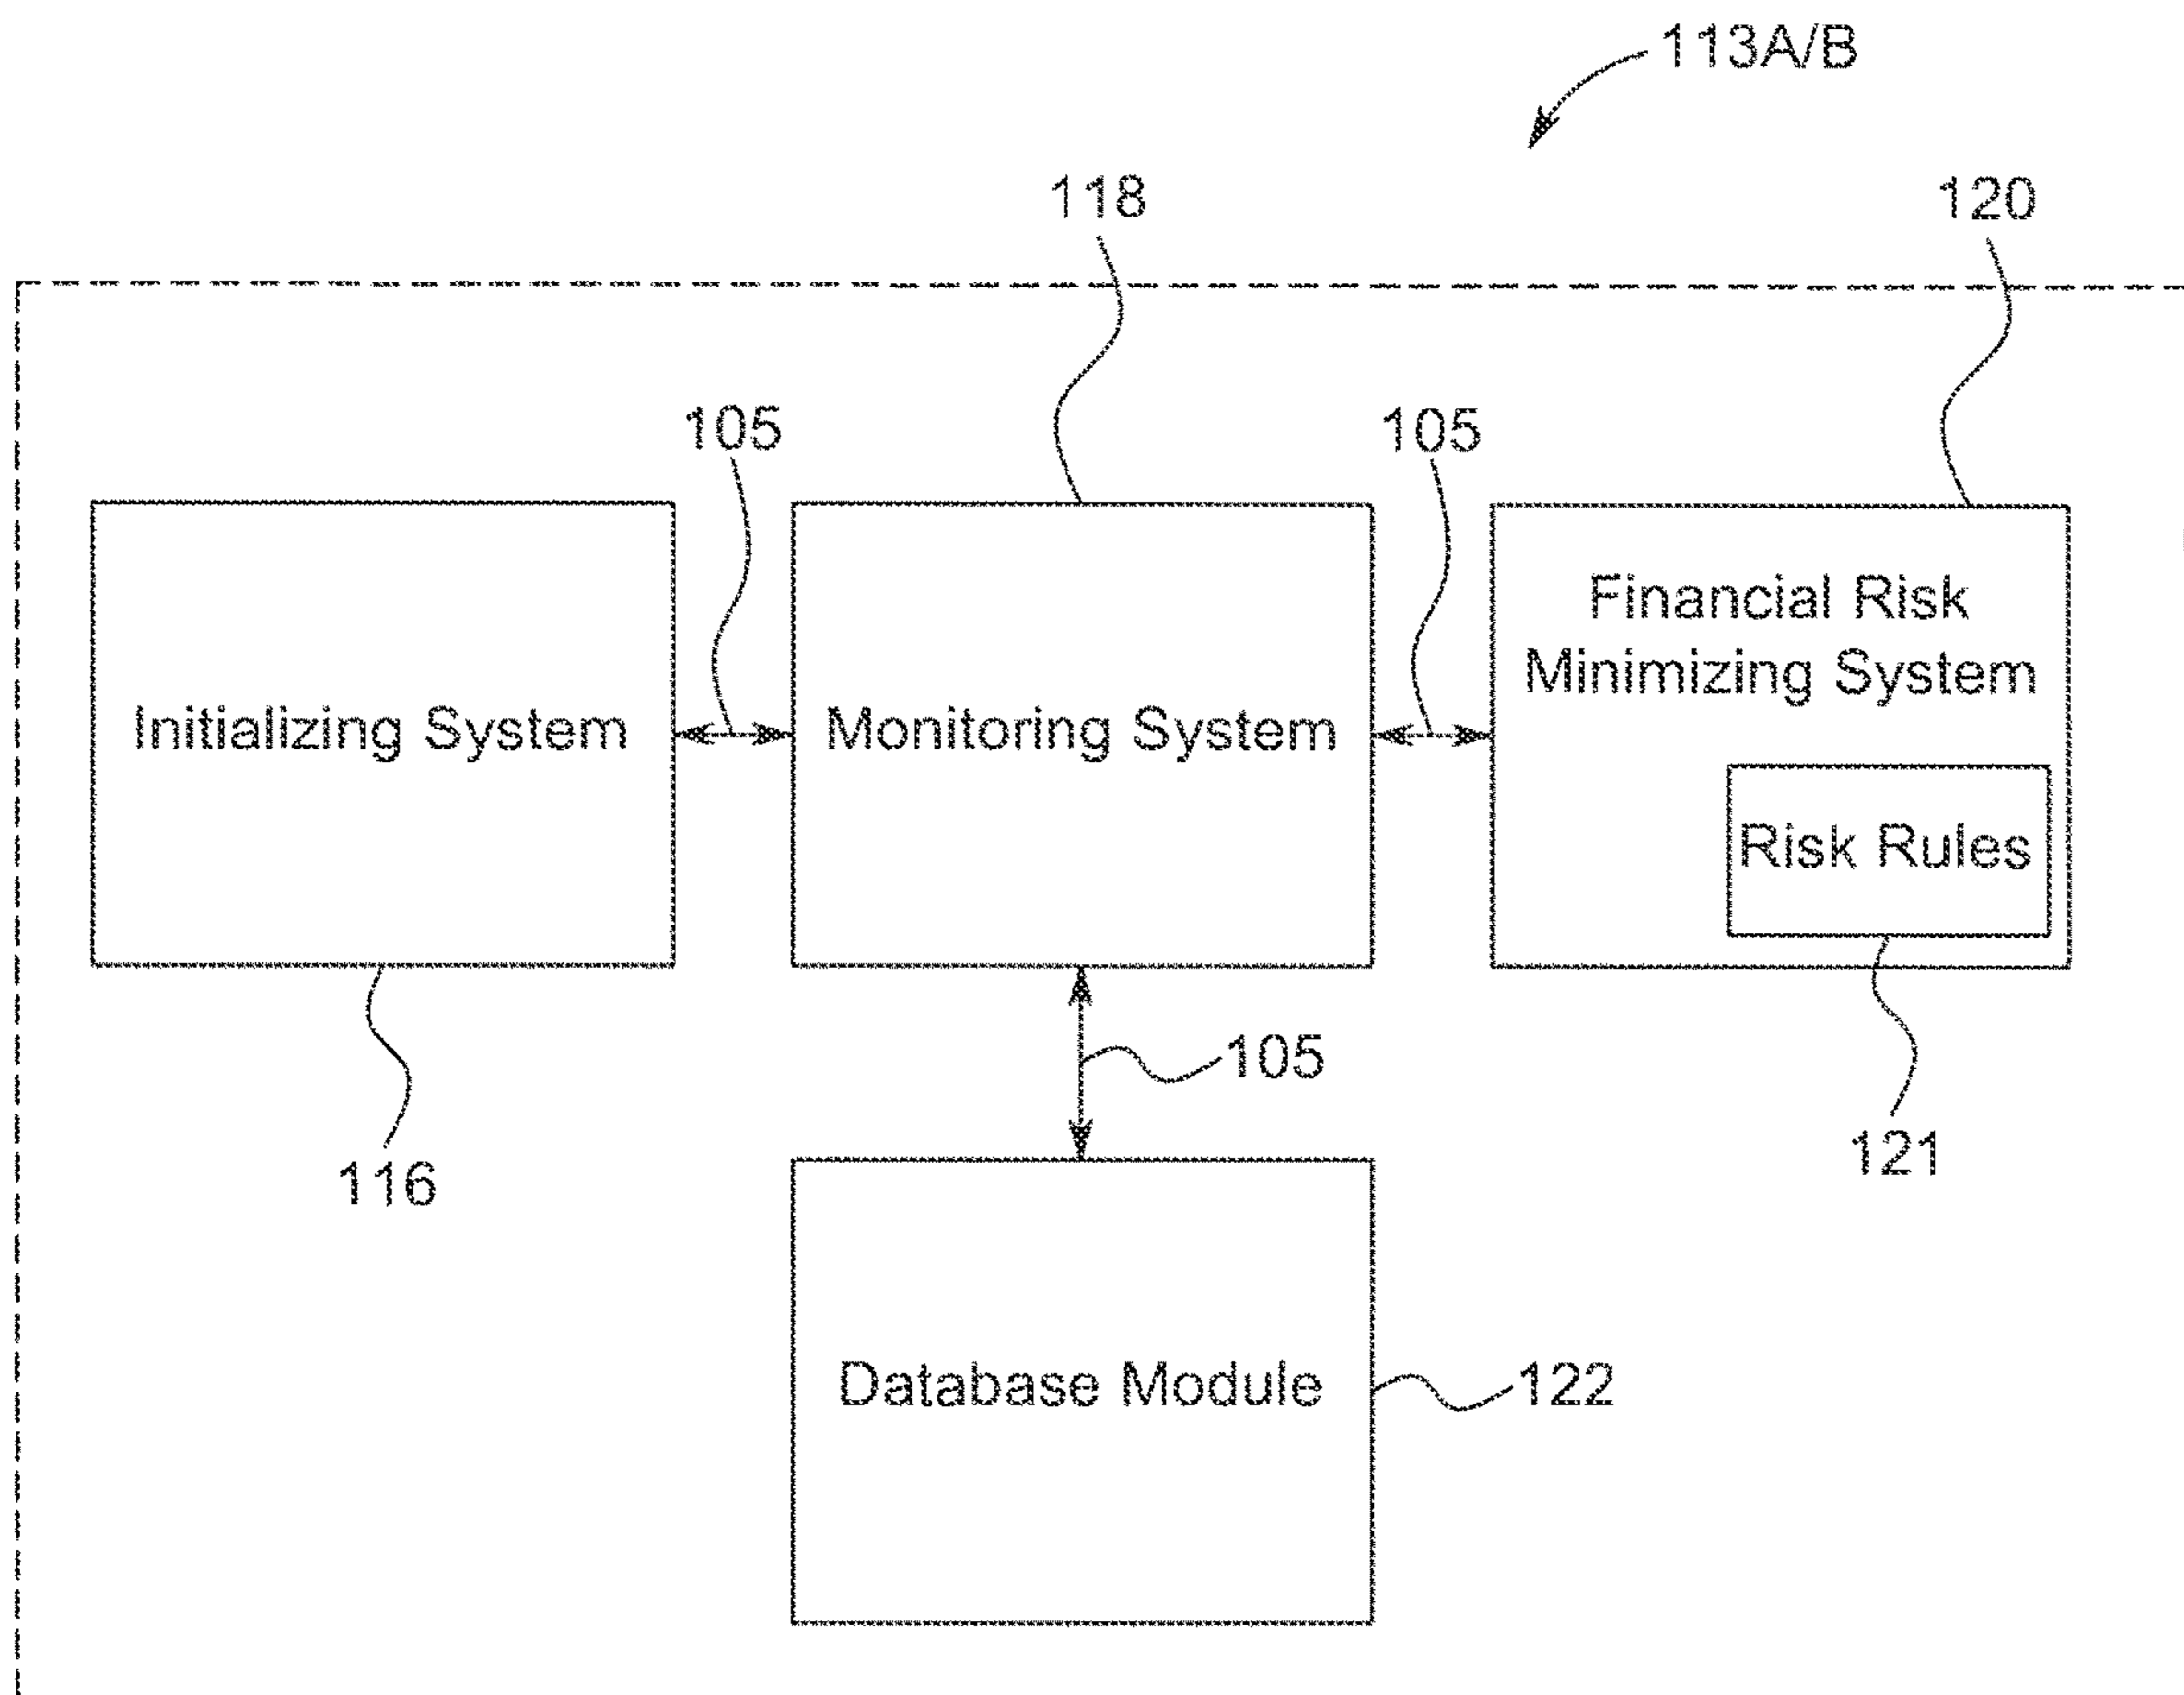 113A/B
118
120
105
105
Initializing System
Monitoring System
Financial Risk
Minimizing System
Risk Rules
105
116
121
Database Module
122